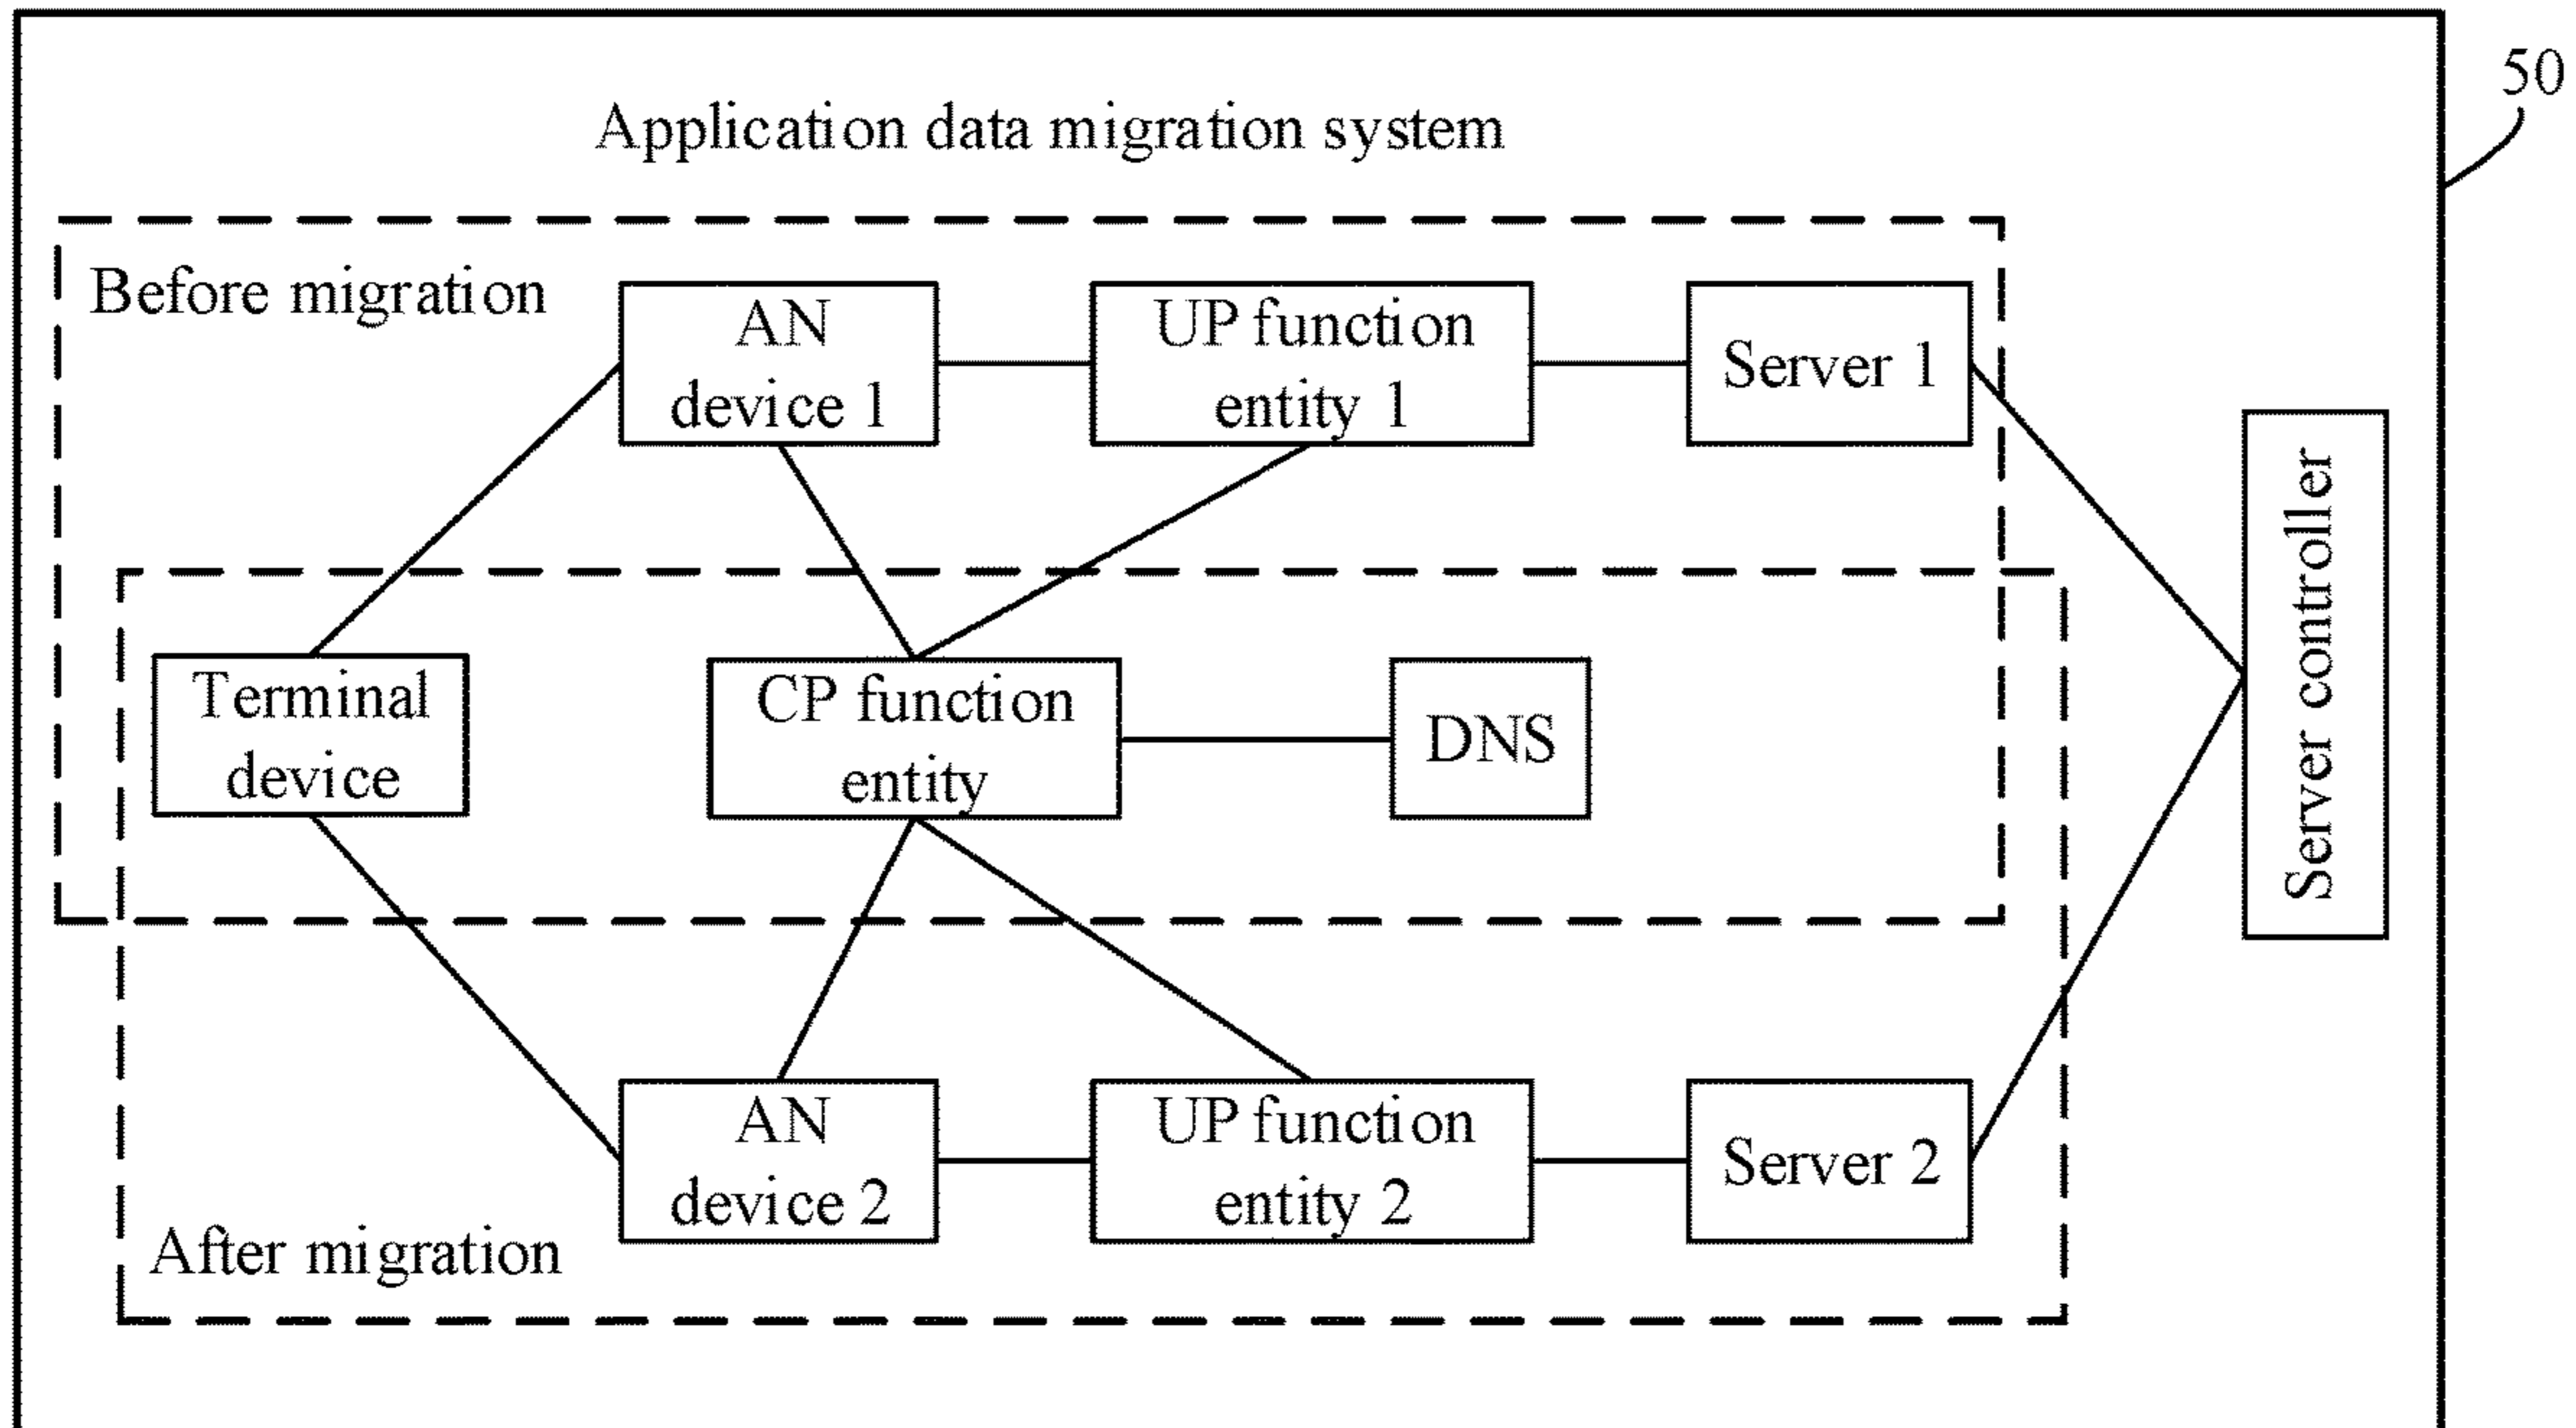 50
Application data migration system
Before migration
AN
device 1
UP function
entity 1
Server 1
Server controller
Terminal
device
CP function
entity
DNS
AN
device 2
UP function
entity 2
Server 2
After migration